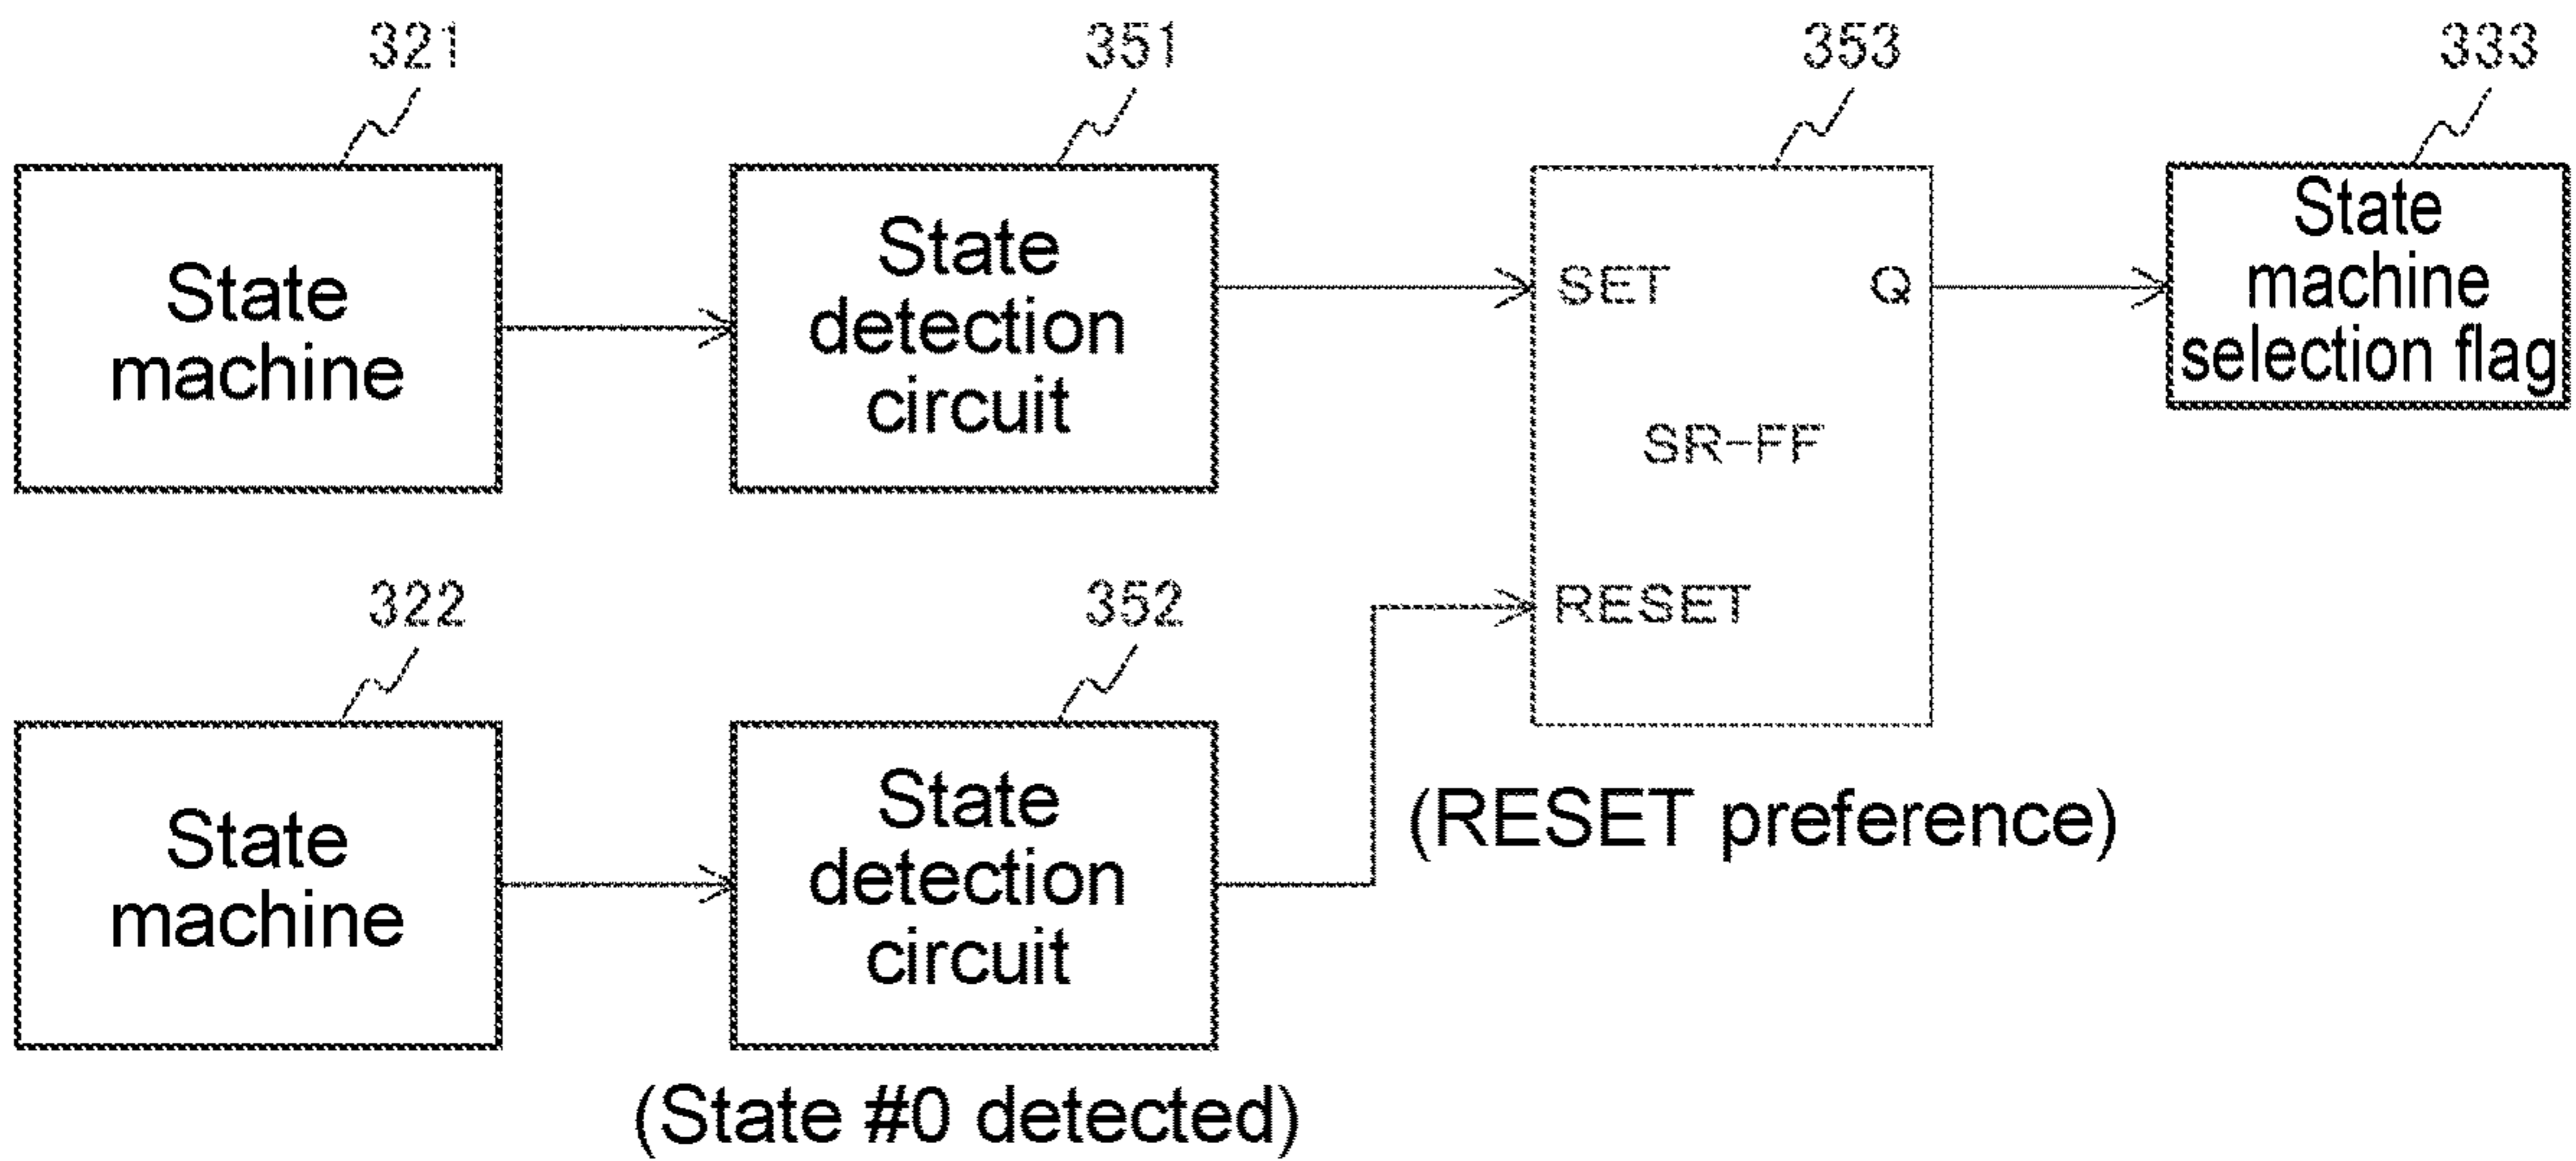 321
351
353
333
State
machine
State
detection
circuit
SET
Q
SR-FF
RESET
State
machine
selection flag
322
352
State
machine
State
detection
circuit
(RESET preference)
(State #0 detected)